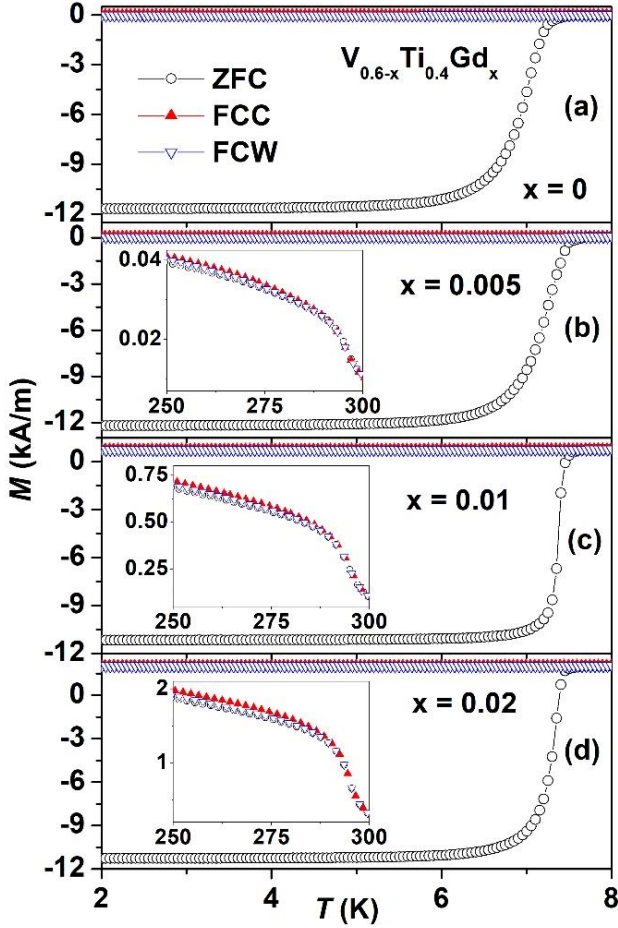 0
V0.6-xTi0.4Gdx
-3
ZFC
FCC
-6
FCW
(a)
-9
x = 0
-12
0
0.04
x = 0.005
-3
0.02
(b)
-6
250 275 300
-9
-12
M (kA/m)
0
0.75
x = 0.01
-3
0.50
(c)
-6
0.25
250 275 300
-9
-12
2
x = 0.02
0
1
(d)
-3
-6
250 275 300
-9
-12
2 4 6 8
T (K)